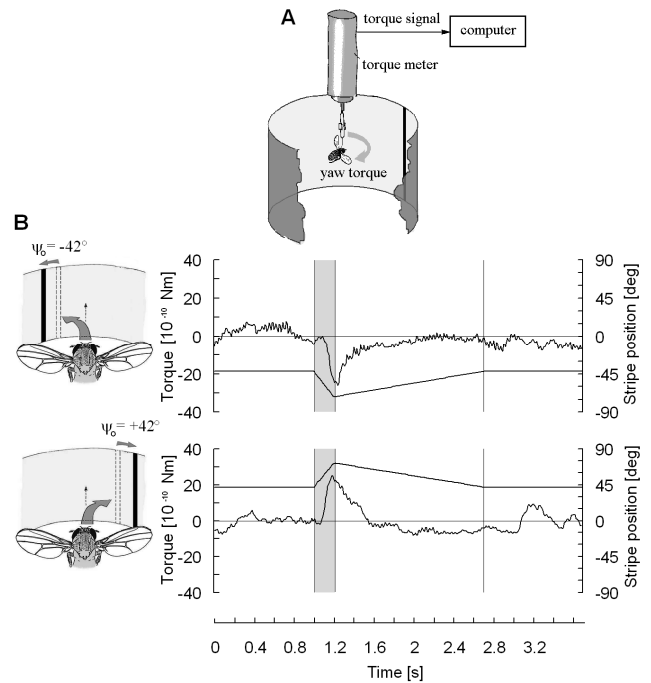 A
torque signal
computer
torque meter
yaw torque
B
Ψo= -42°
40
20
0
-20
-40
Torque [10 -10 Nm]
90
45
0
-45
-90
Stripe position [deg]
Ψo= +42°
40
20
0
20
-40
Torque [10 -10 Nm]
90
45
0
-45
-90
Stripe position [deg]
0 0.4 0.8 1.2 1.6 2 2.4 2.8 3.2
Time [s]